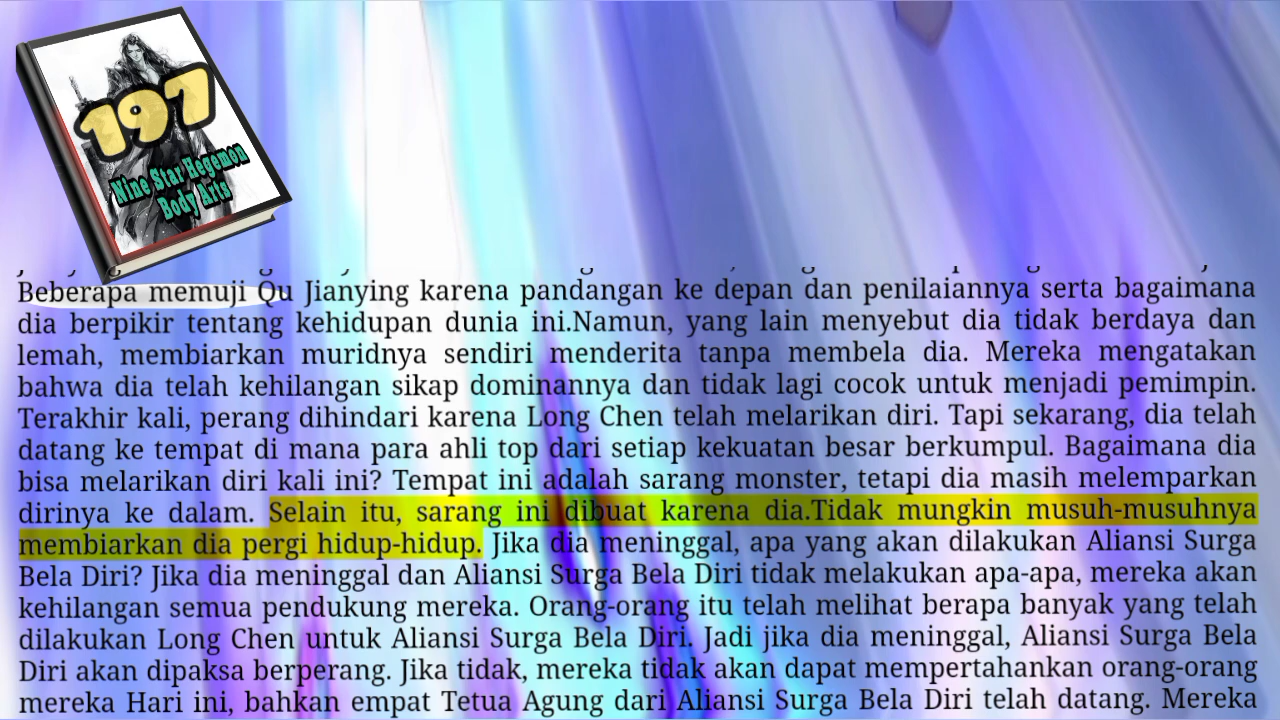 197
Nine Star Hegemon
Body Arts
Beberapa memuji Qu Jianying karena pandangan ke depan dan penilaiannya serta bagaimana
dia berpikir tentang kehidupan dunia ini.Namun, yang lain menyebut dia tidak berdaya dan
lemah, membiarkan muridnya sendiri menderita tanpa membela dia. Mereka mengatakan
bahwa dia telah kehilangan sikap dominannya dan tidak lagi cocok untuk menjadi pemimpin.
Terakhir kali, perang dihindari karena Long Chen telah melarikan diri. Tapi sekarang, dia telah
datang ke tempat di mana para ahli top dari setiap kekuatan besar berkumpul. Bagaimana dia
bisa melarikan diri kali ini? Tempat ini adalah sarang monster, tetapi dia masih melemparkan
dirinya ke dalam. Selain itu, sarang ini dibuat karena dia.Tidak mungkin musuh-musuhnya
membiarkan dia pergi hidup-hidup. Jika dia meninggal, apa yang akan dilakukan Aliansi Surga
Bela Diri? Jika dia meninggal dan Aliansi Surga Bela Diri tidak melakukan apa-apa, mereka akan
kehilangan semua pendukung mereka. Orang-orang itu telah melihat berapa banyak yang telah
dilakukan Long Chen untuk Aliansi Surga Bela Diri. Jadi jika dia meninggal, Aliansi Surga Bela
Diri akan dipaksa berperang. Jika tidak, mereka tidak akan dapat mempertahankan orang-orang
mereka Hari ini, bahkan empat Tetua Agung dari Aliansi Surga Bela Diri telah datang. Mereka